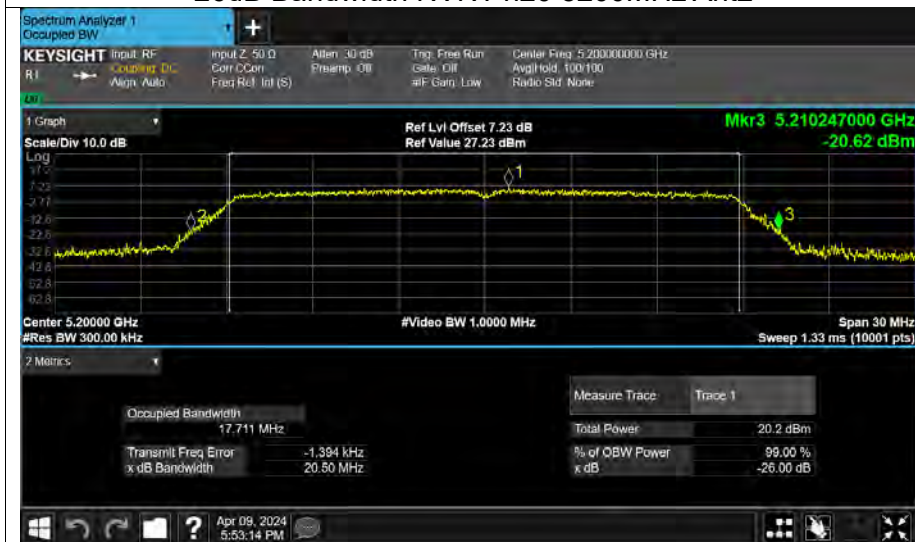 Spectrum Analyzer 1
Occupied BW
+
KEYSIGHT Input: RF
Coupling: DC
Align: Auto
Input Z: 50 Ω
Corr CCorr
Freq Ref: Int (S)
Atten: 30 dB
Preamp: Off
Trig: Free Run
Gate: Off
#IF Gain: Low
Center Freq: 5.200000000 GHz
Avg|Hold: 100/100
Radio Std: None
1 Graph
Scale/Div 10.0 dB
Ref Lvl Offset 7.23 dB
Ref Value 27.23 dBm
Mkr3 5.210247000 GHz
-20.62 dBm
Log
17.2
7.23
-2.77
-12.8
-22.8
-32.8
-42.8
-52.8
-62.8
1
2
3
Center 5.20000 GHz
#Res BW 300.00 kHz
#Video BW 1.0000 MHz
Span 30 MHz
Sweep 1.33 ms (10001 pts)
2 Metrics
Measure Trace Trace 1
Occupied Bandwidth
17.711 MHz
Total Power 20.2 dBm
Transmit Freq Error -1.394 kHz
% of OBW Power 99.00 %
x dB Bandwidth 20.50 MHz
x dB -26.00 dB
?
Apr 09, 2024
5:53:14 PM